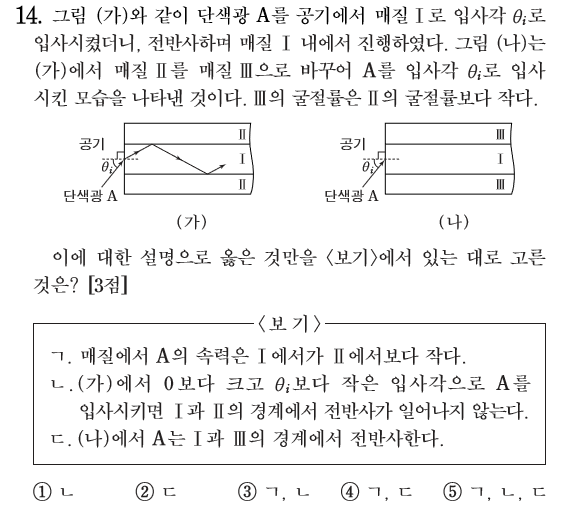 14. 그림 (가)와 같이 단색광 A를 공기에서 매질 Ⅰ로 입사각 θi로
입사시켰더니, 전반사하며 매질 Ⅰ 내에서 진행하였다. 그림 (나)는
(가)에서 매질 Ⅱ를 매질 Ⅲ으로 바꾸어 A를 입사각 θi로 입사
시킨 모습을 나타낸 것이다. Ⅲ의 굴절률은 Ⅱ의 굴절률보다 작다.
공기
θi
단색광 A
Ⅱ
Ⅰ
Ⅱ
(가)
공기
θi
단색광 A
Ⅲ
Ⅰ
Ⅲ
(나)
이에 대한 설명으로 옳은 것만을 〈보기〉에서 있는 대로 고른
것은? [3점]
〈보 기〉
ㄱ. 매질에서 A의 속력은 Ⅰ에서가 Ⅱ에서보다 작다.
ㄴ. (가)에서 0보다 크고 θi보다 작은 입사각으로 A를
입사시키면 Ⅰ과 Ⅱ의 경계에서 전반사가 일어나지 않는다.
ㄷ. (나)에서 A는 Ⅰ과 Ⅲ의 경계에서 전반사한다.
① ㄴ ② ㄷ ③ ㄱ, ㄴ ④ ㄱ, ㄷ ⑤ ㄱ, ㄴ, ㄷ